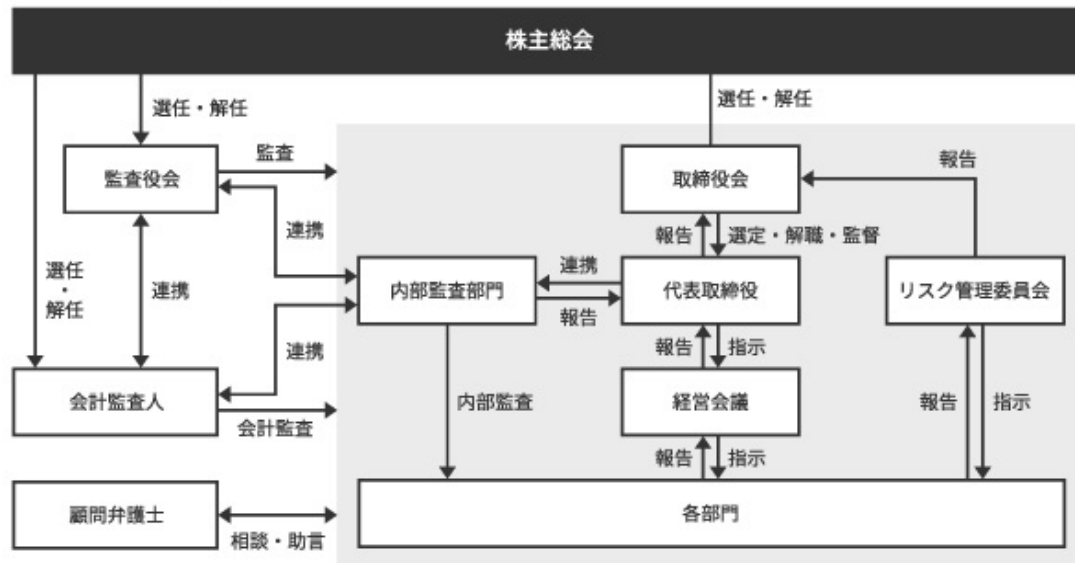 株主総会
選任・解任
選任・解任
監査
報告
監査役会
取締役会
連携
報告
選定・解職・監督
選任
・
解任
連携
連携
内部監査部門
代表取締役
リスク管理委員会
報告
連携
報告
指示
会計監査人
内部監査
経営会議
報告
指示
会計監査
報告
指示
顧問弁護士
各部門
相談・助言